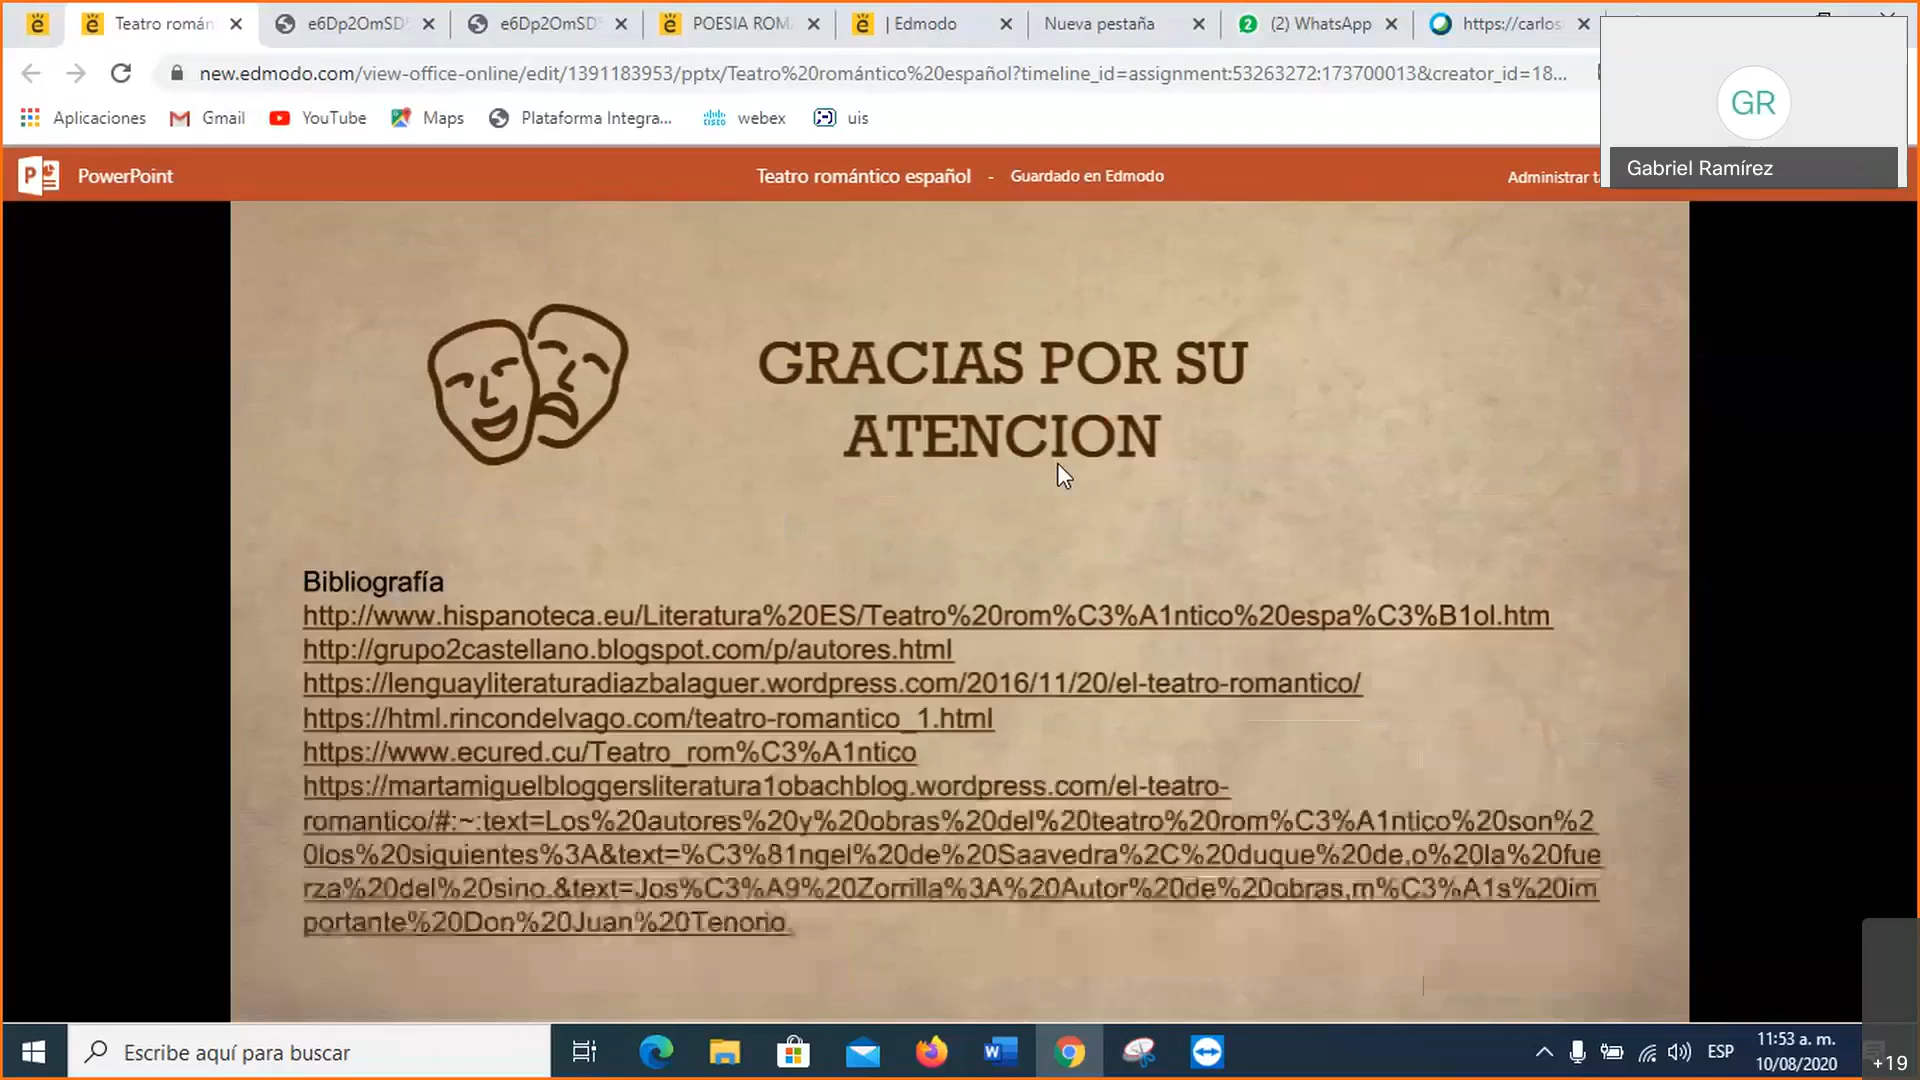 Teatro román
e6Dp2OmSD5
e6Dp2OmSD5
POESIA ROM
| Edmodo
Nueva pestaña
(2) WhatsApp
https://carlos
new.edmodo.com/view-office-online/edit/1391183953/pptx/Teatro%20romántico%20español?timeline_id=assignment:53263272:173700013&creator_id=18...
Aplicaciones
Gmail
YouTube
Maps
Plataforma Integra...
webex
uis
GR
Gabriel Ramírez
PowerPoint
Teatro romántico español - Guardado en Edmodo
Administrar t
GRACIAS POR SU
ATENCION
Bibliografía
http://www.hispanoteca.eu/Literatura%20ES/Teatro%20rom%C3%A1ntico%20espa%C3%B1ol.htm
http://grupo2castellano.blogspot.com/p/autores.html
https://lenguayliteraturadiazbalaguer.wordpress.com/2016/11/20/el-teatro-romantico/
https://html.rincondelvago.com/teatro-romantico_1.html
https://www.ecured.cu/Teatro_rom%C3%A1ntico
https://martamiguelbloggersliteratura1obachblog.wordpress.com/el-teatro-
romantico/#:~:text=Los%20autores%20y%20obras%20del%20teatro%20rom%C3%A1ntico%20son%2
0los%20siguientes%3A&text=%C3%81ngel%20de%20Saavedra%2C%20duque%20de,o%20la%20fue
rza%20del%20sino.&text=Jos%C3%A9%20Zorrilla%3A%20Autor%20de%20obras,m%C3%A1s%20im
portante%20Don%20Juan%20Tenorio.
Escribe aquí para buscar
ESP
11:53 a. m.
10/08/2020
+19